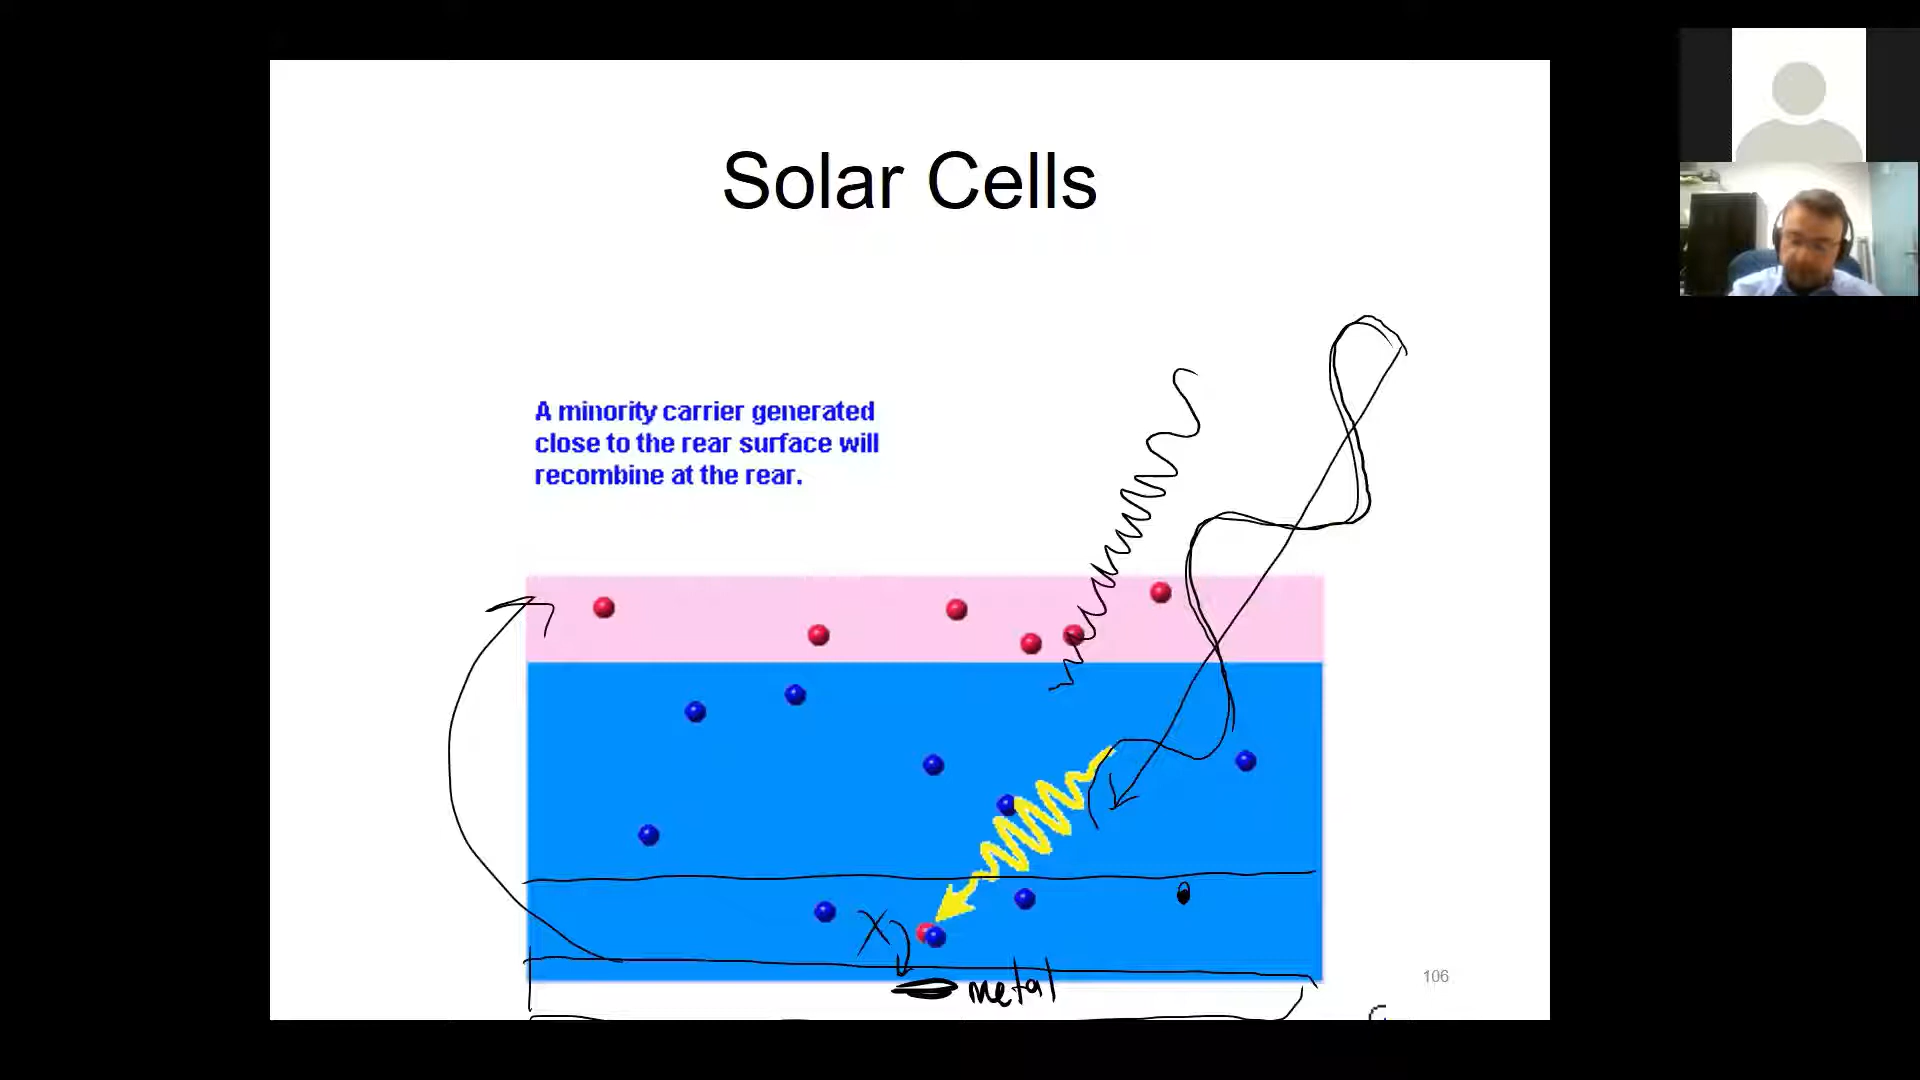 Solar Cells
A minority carrier generated
close to the rear surface will
recombine at the rear.
X
metal
106